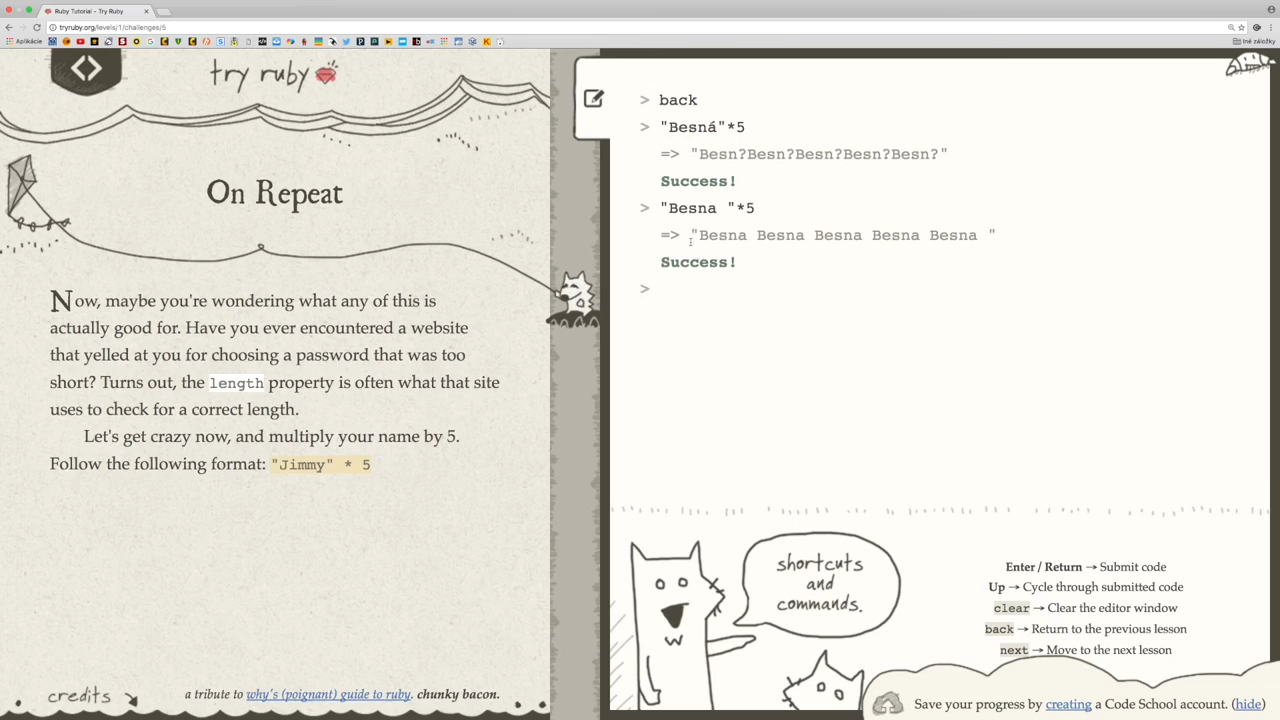 Ruby Tutorial - Try Ruby
tryruby.org/levels/1/challenges/5
Aplikácie
Iné záložky
try ruby
On Repeat
Now, maybe you're wondering what any of this is
actually good for. Have you ever encountered a website
that yelled at you for choosing a password that was too
short? Turns out, the length property is often what that site
uses to check for a correct length.
Let's get crazy now, and multiply your name by 5.
Follow the following format: "Jimmy" * 5
credits
a tribute to why's (poignant) guide to ruby. chunky bacon.
> back
> "Besná"*5
=> "Besn?Besn?Besn?Besn?Besn?"
Success!
> "Besna "*5
=> "Besna Besna Besna Besna Besna "
Success!
>
shortcuts
and
commands.
Enter / Return → Submit code
Up → Cycle through submitted code
clear → Clear the editor window
back → Return to the previous lesson
next → Move to the next lesson
Save your progress by creating a Code School account. (hide)